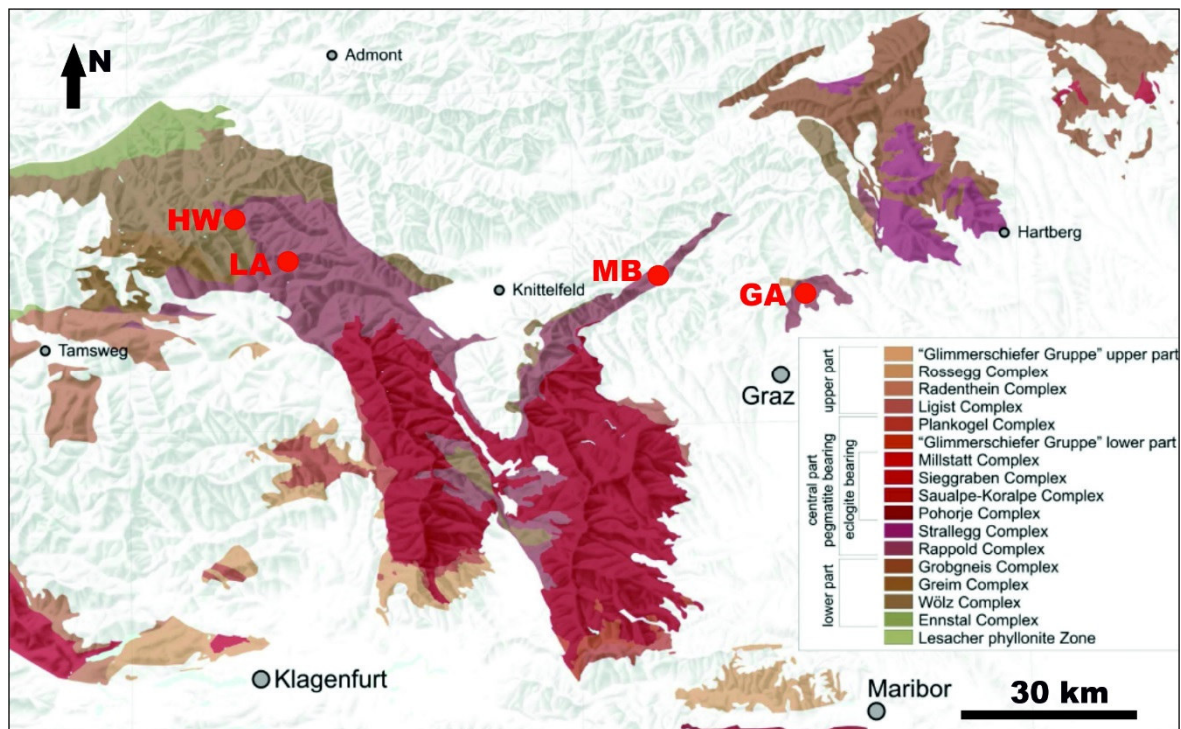 N
Admont
HW
LA
MB
Knittelfeld
GA
Hartberg
Tamsweg
Graz
Klagenfurt
Maribor
30 km
upper part
central part
pegmatite bearing
eclogite bearing
lower part
“Glimmerschiefer Gruppe” upper part
Rossegg Complex
Radenthein Complex
Ligist Complex
Plankogel Complex
“Glimmerschiefer Gruppe” lower part
Millstatt Complex
Sieggraben Complex
Saualpe-Koralpe Complex
Pohorje Complex
Strallegg Complex
Rappold Complex
Grobgneis Complex
Greim Complex
Wölz Complex
Ennstal Complex
Lesacher phyllonite Zone